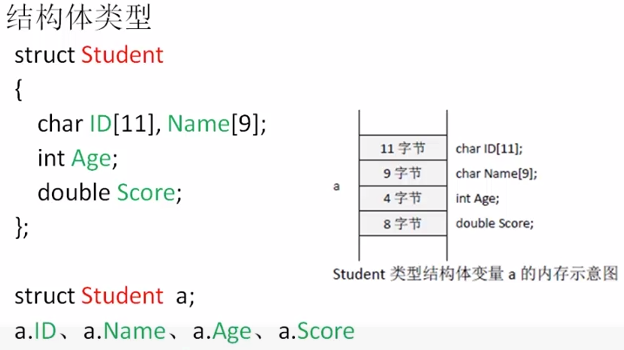 结构体类型
struct Student
{
char ID[11], Name[9];
int Age;
double Score;
};
struct Student a;
a.ID、a.Name、a.Age、a.Score
a
11 字节 char ID[11];
9 字节 char Name[9];
4 字节 int Age;
8 字节 double Score;
Student 类型结构体变量 a 的内存示意图